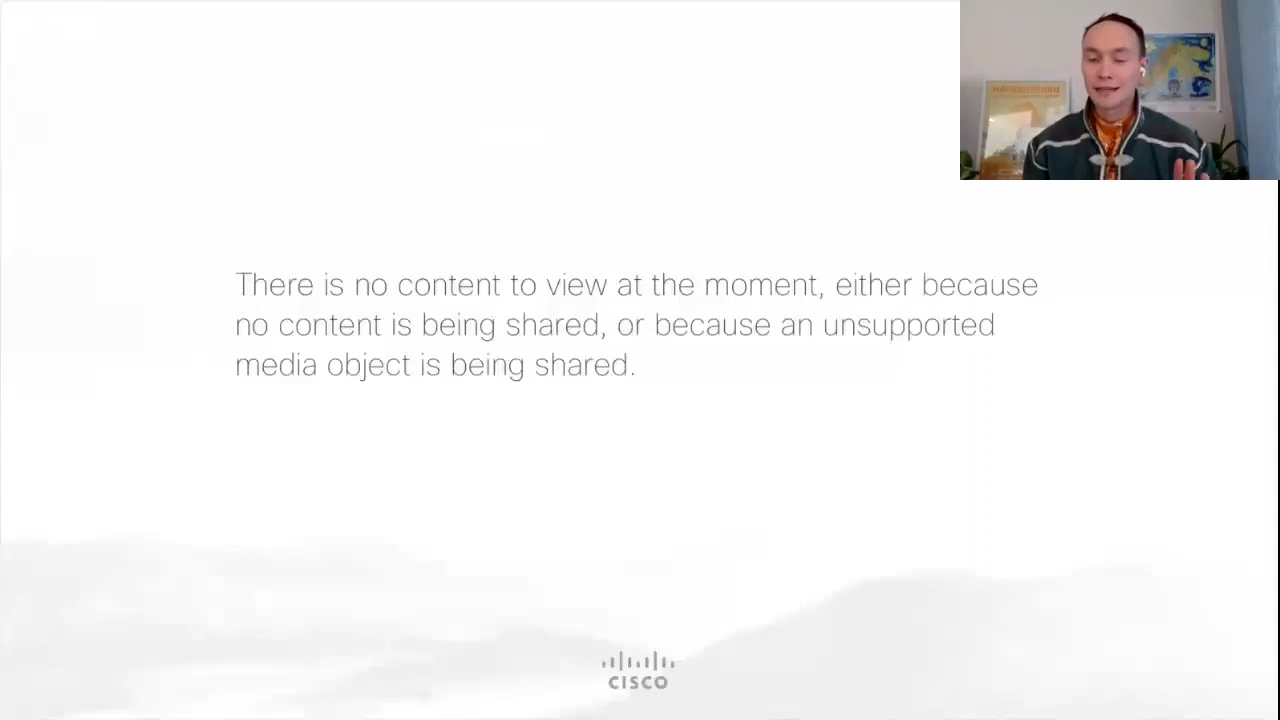 There is no content to view at the moment, either because
no content is being shared, or because an unsupported
media object is being shared.
CISCO